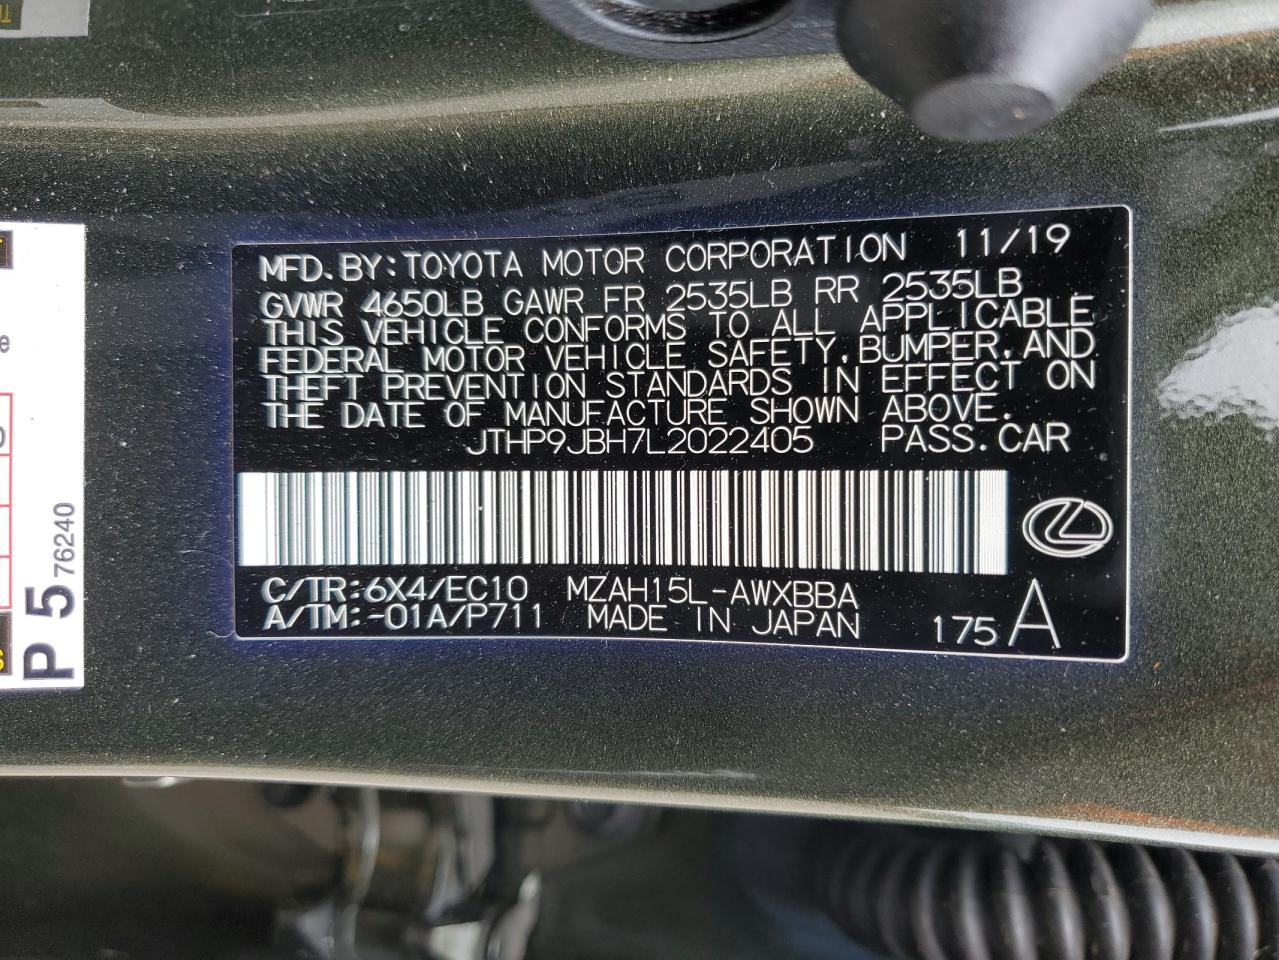 MFD.BY:TOYOTA MOTOR CORPORATION 11/19
GVWR 4650LB GAWR FR 2535LB RR 2535LB
THIS VEHICLE CONFORMS TO ALL APPLICABLE
FEDERAL MOTOR VEHICLE SAFETY,BUMPER,AND
THEFT PREVENTION STANDARDS IN EFFECT ON
THE DATE OF MANUFACTURE SHOWN ABOVE.
JTHP9JBH7L2022405 PASS.CAR
C/TR:6X4/EC10 MZAH15L-AWXBBA
A/TM:-01A/P711 MADE IN JAPAN 175 A
P 5 76240